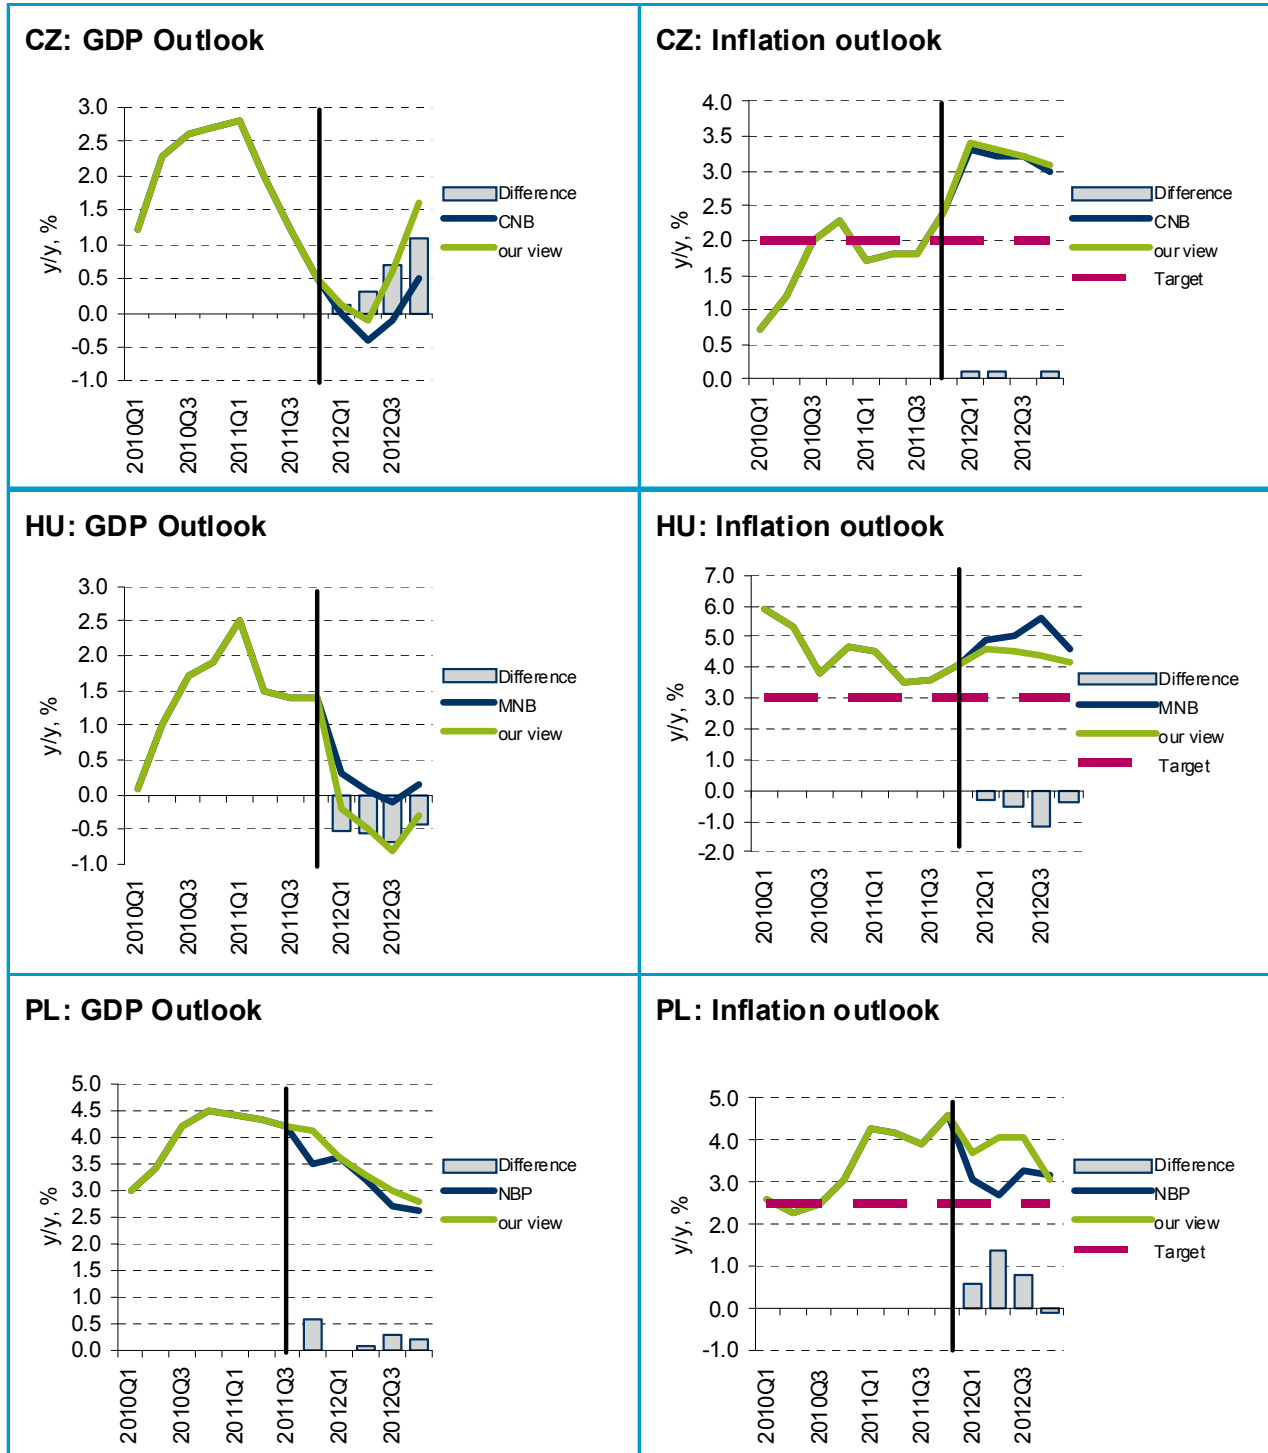 CZ: GDP Outlook
y/y, %
3.0
2.5
2.0
1.5
1.0
0.5
0.0
-0.5
-1.0
2010Q1
2010Q3
2011Q1
2011Q3
2012Q1
2012Q3
Difference
CNB
our view
CZ: Inflation outlook
y/y, %
4.0
3.5
3.0
2.5
2.0
1.5
1.0
0.5
0.0
2010Q1
2010Q3
2011Q1
2011Q3
2012Q1
2012Q3
Difference
CNB
our view
Target
HU: GDP Outlook
y/y, %
3.0
2.5
2.0
1.5
1.0
0.5
0.0
-0.5
-1.0
2010Q1
2010Q3
2011Q1
2011Q3
2012Q1
2012Q3
Difference
MNB
our view
HU: Inflation outlook
y/y, %
7.0
6.0
5.0
4.0
3.0
2.0
1.0
0.0
-1.0
-2.0
2010Q1
2010Q3
2011Q1
2011Q3
2012Q1
2012Q3
Difference
MNB
our view
Target
PL: GDP Outlook
y/y, %
5.0
4.5
4.0
3.5
3.0
2.5
2.0
1.5
1.0
0.5
0.0
2010Q1
2010Q3
2011Q1
2011Q3
2012Q1
2012Q3
Difference
NBP
our view
PL: Inflation outlook
y/y, %
5.0
4.0
3.0
2.0
1.0
0.0
-1.0
2010Q1
2010Q3
2011Q1
2011Q3
2012Q1
2012Q3
Difference
NBP
our view
Target